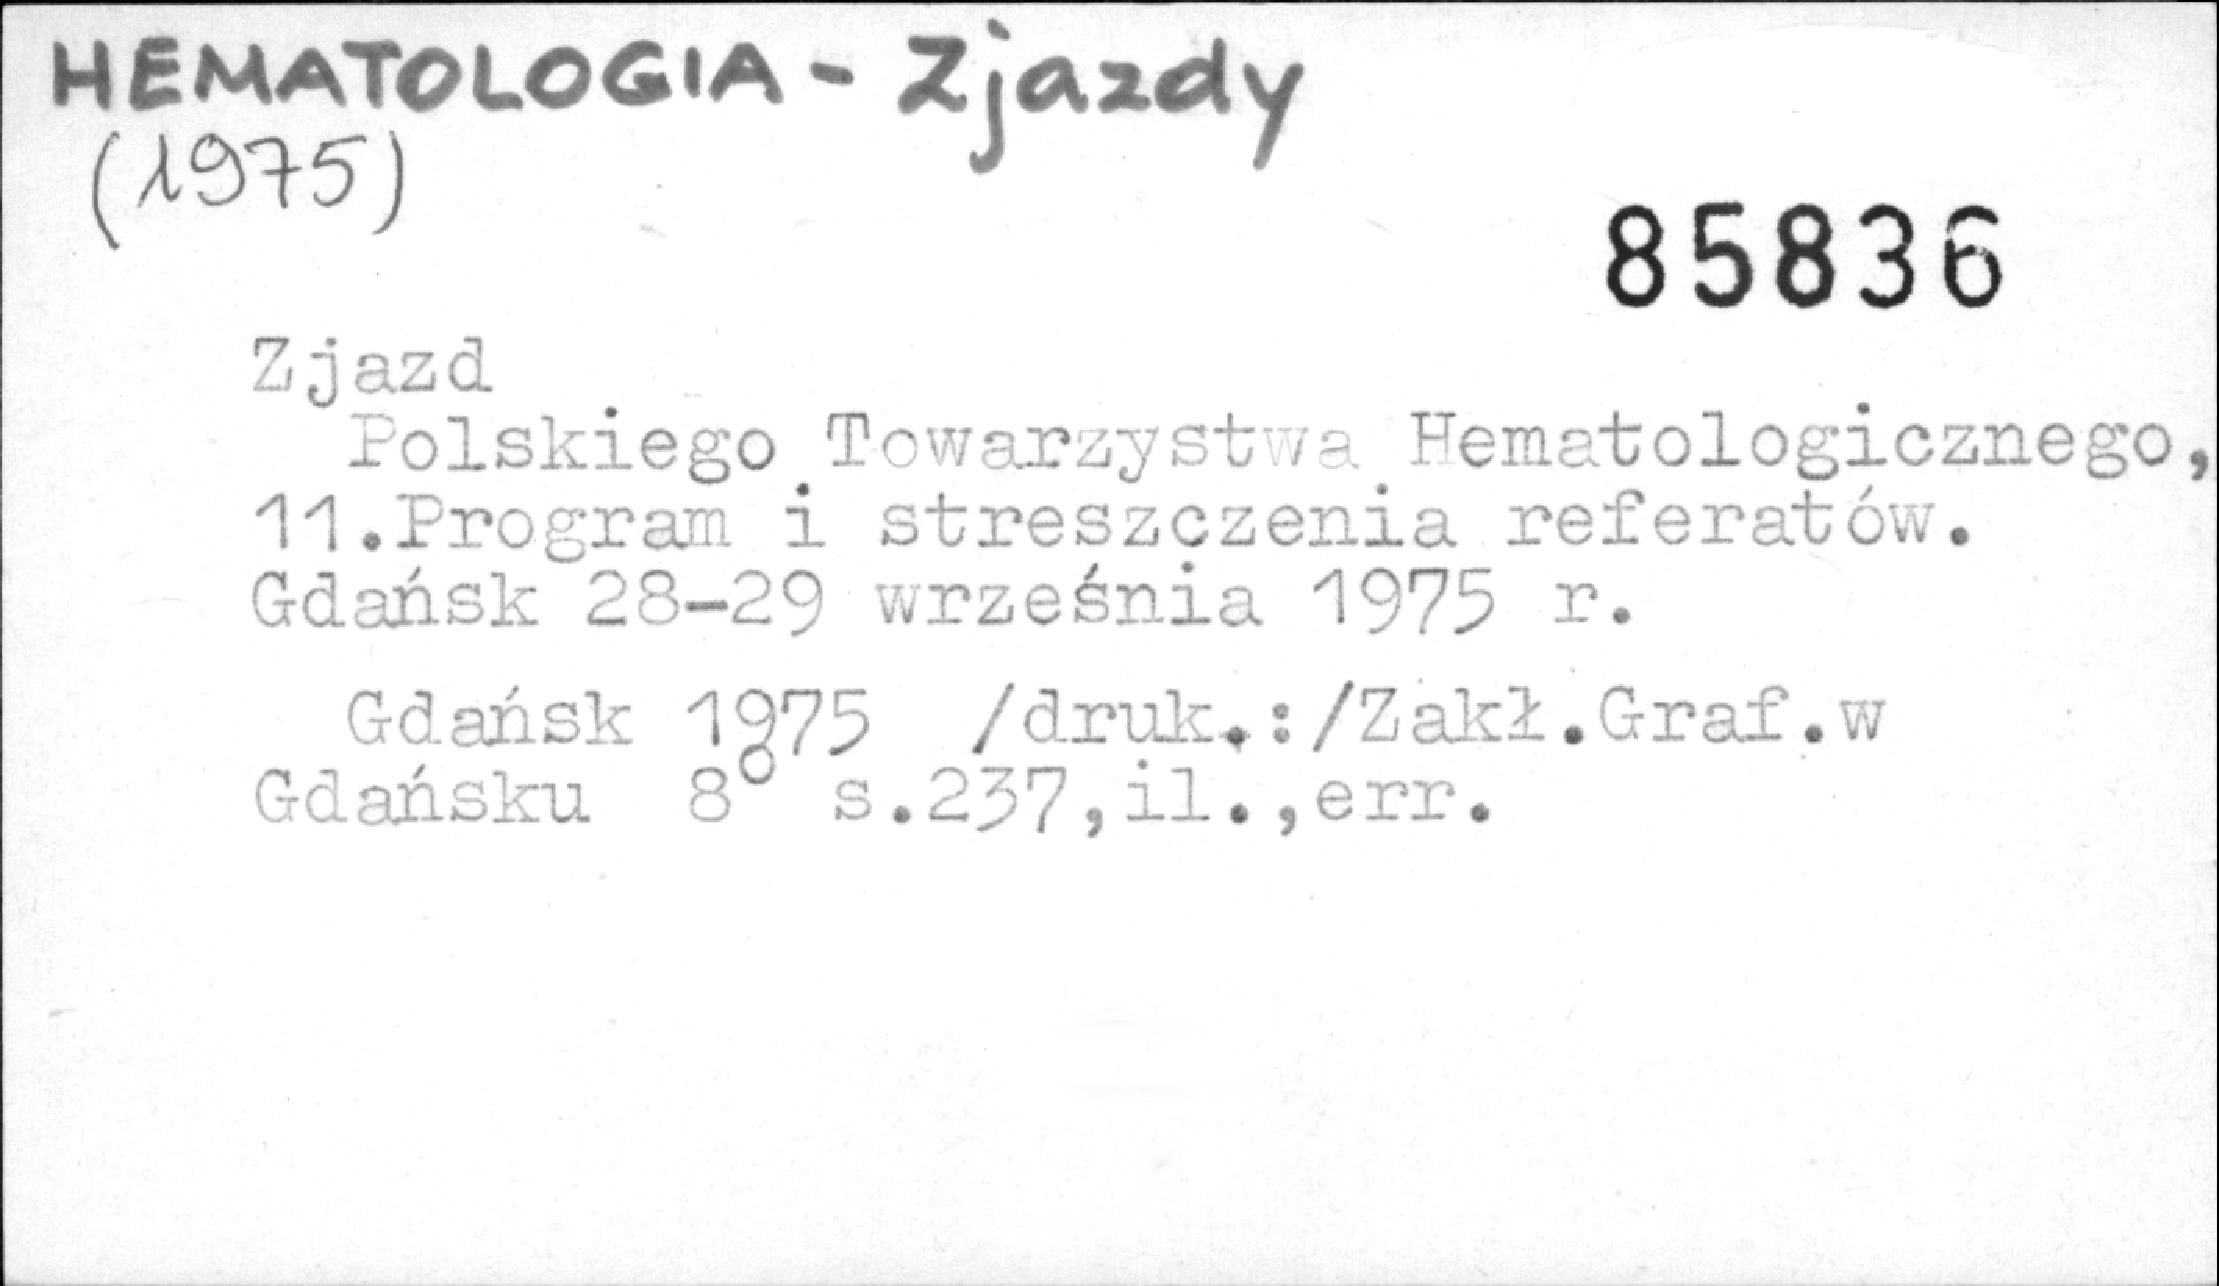 HEMATOLOGIA - Zjazdy
(1975)
85836
Zjazd
Polskiego Towarzystwa Hematologicznego,
11.Program i streszczenia referatów.
Gdańsk 28-29 września 1975 r.
Gdańsk 1975 /druk.:/Zakł.Graf.w
Gdańsku 8° s.237,il.,err.